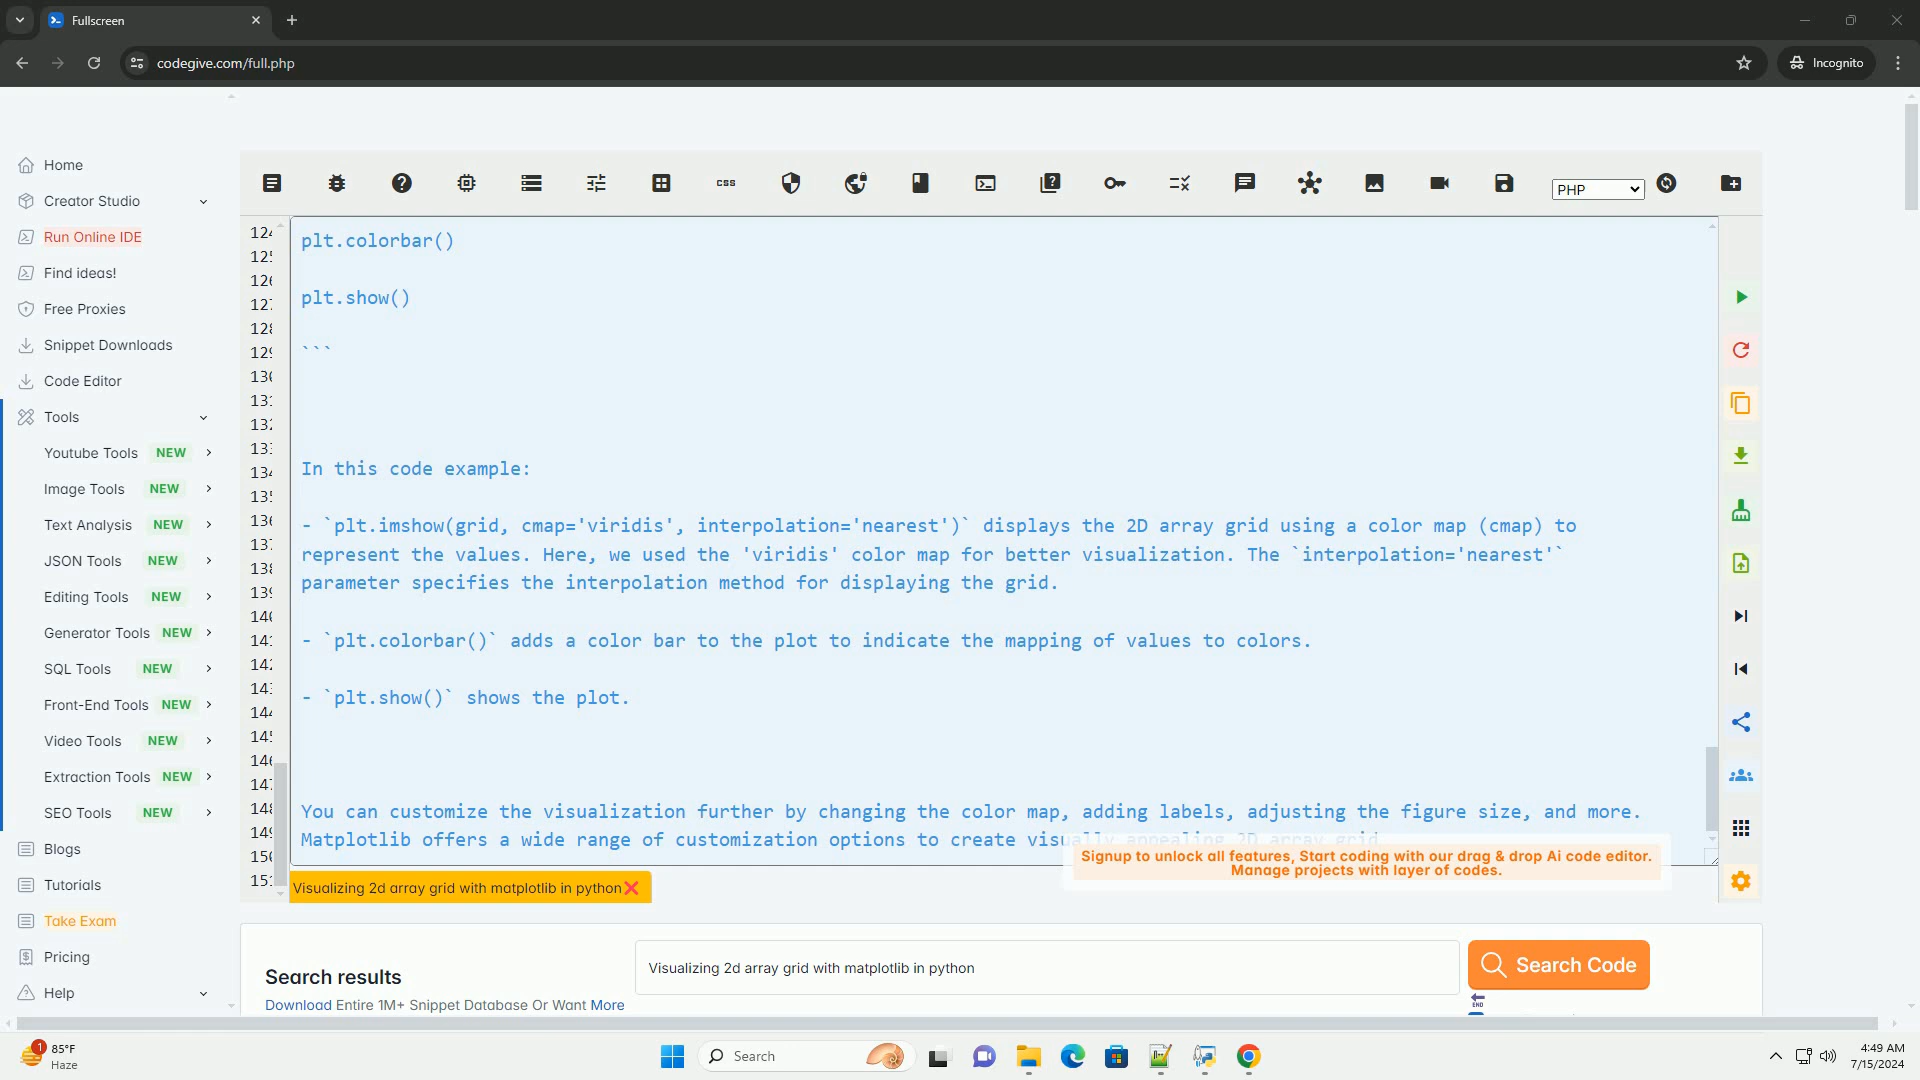 Fullscreen
codegive.com/full.php
Incognito
Home
Creator Studio
Run Online IDE
Find ideas!
Free Proxies
Snippet Downloads
Code Editor
Tools
Youtube Tools NEW
Image Tools NEW
Text Analysis NEW
JSON Tools NEW
Editing Tools NEW
Generator Tools NEW
SQL Tools NEW
Front-End Tools NEW
Video Tools NEW
Extraction Tools NEW
SEO Tools NEW
Blogs
Tutorials
Take Exam
Pricing
Help
CSS
PHP
plt.colorbar()
plt.show()
```
In this code example:
- `plt.imshow(grid, cmap='viridis', interpolation='nearest')` displays the 2D array grid using a color map (cmap) to
represent the values. Here, we used the 'viridis' color map for better visualization. The `interpolation='nearest'`
parameter specifies the interpolation method for displaying the grid.
- `plt.colorbar()` adds a color bar to the plot to indicate the mapping of values to colors.
- `plt.show()` shows the plot.
You can customize the visualization further by changing the color map, adding labels, adjusting the figure size, and more.
Matplotlib offers a wide range of customization options to create visually appealing 2D array grid
Signup to unlock all features, Start coding with our drag & drop Ai code editor.
Manage projects with layer of codes.
Visualizing 2d array grid with matplotlib in python
Search results
Download Entire 1M+ Snippet Database Or Want More
Visualizing 2d array grid with matplotlib in python
Search Code
END
1
85°F
Haze
Search
4:49 AM
7/15/2024